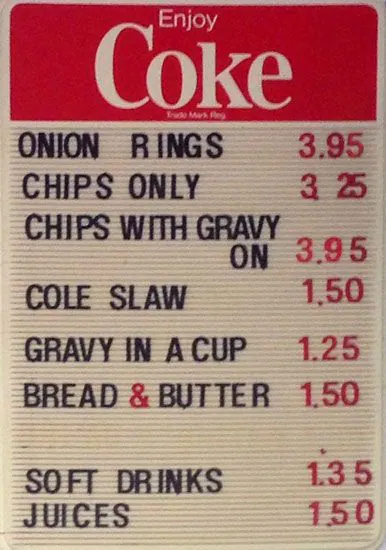 Enjoy
Coke
Trade Mark Reg.
ONION RINGS 3.95
CHIPS ONLY 3.25
CHIPS WITH GRAVY
ON 3.95
COLE SLAW 1.50
GRAVY IN A CUP 1.25
BREAD & BUTTER 1.50
SOFT DRINKS 1.35
JUICES 1.50